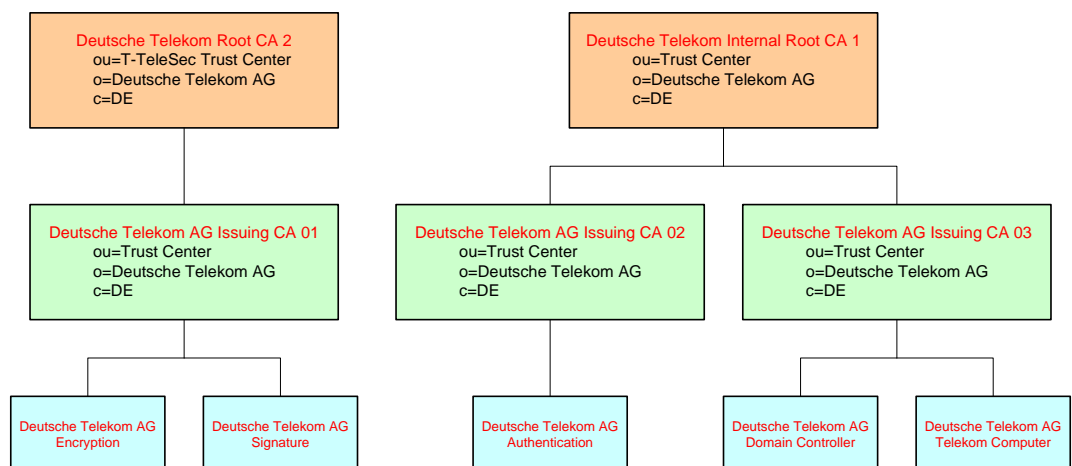 Deutsche Telekom Root CA 2
ou=T-TeleSec Trust Center
o=Deutsche Telekom AG
c=DE
Deutsche Telekom Internal Root CA 1
ou=Trust Center
o=Deutsche Telekom AG
c=DE
Deutsche Telekom AG Issuing CA 01
ou=Trust Center
o=Deutsche Telekom AG
c=DE
Deutsche Telekom AG Issuing CA 02
ou=Trust Center
o=Deutsche Telekom AG
c=DE
Deutsche Telekom AG Issuing CA 03
ou=Trust Center
o=Deutsche Telekom AG
c=DE
Deutsche Telekom AG
Encryption
Deutsche Telekom AG
Signature
Deutsche Telekom AG
Authentication
Deutsche Telekom AG
Domain Controller
Deutsche Telekom AG
Telekom Computer